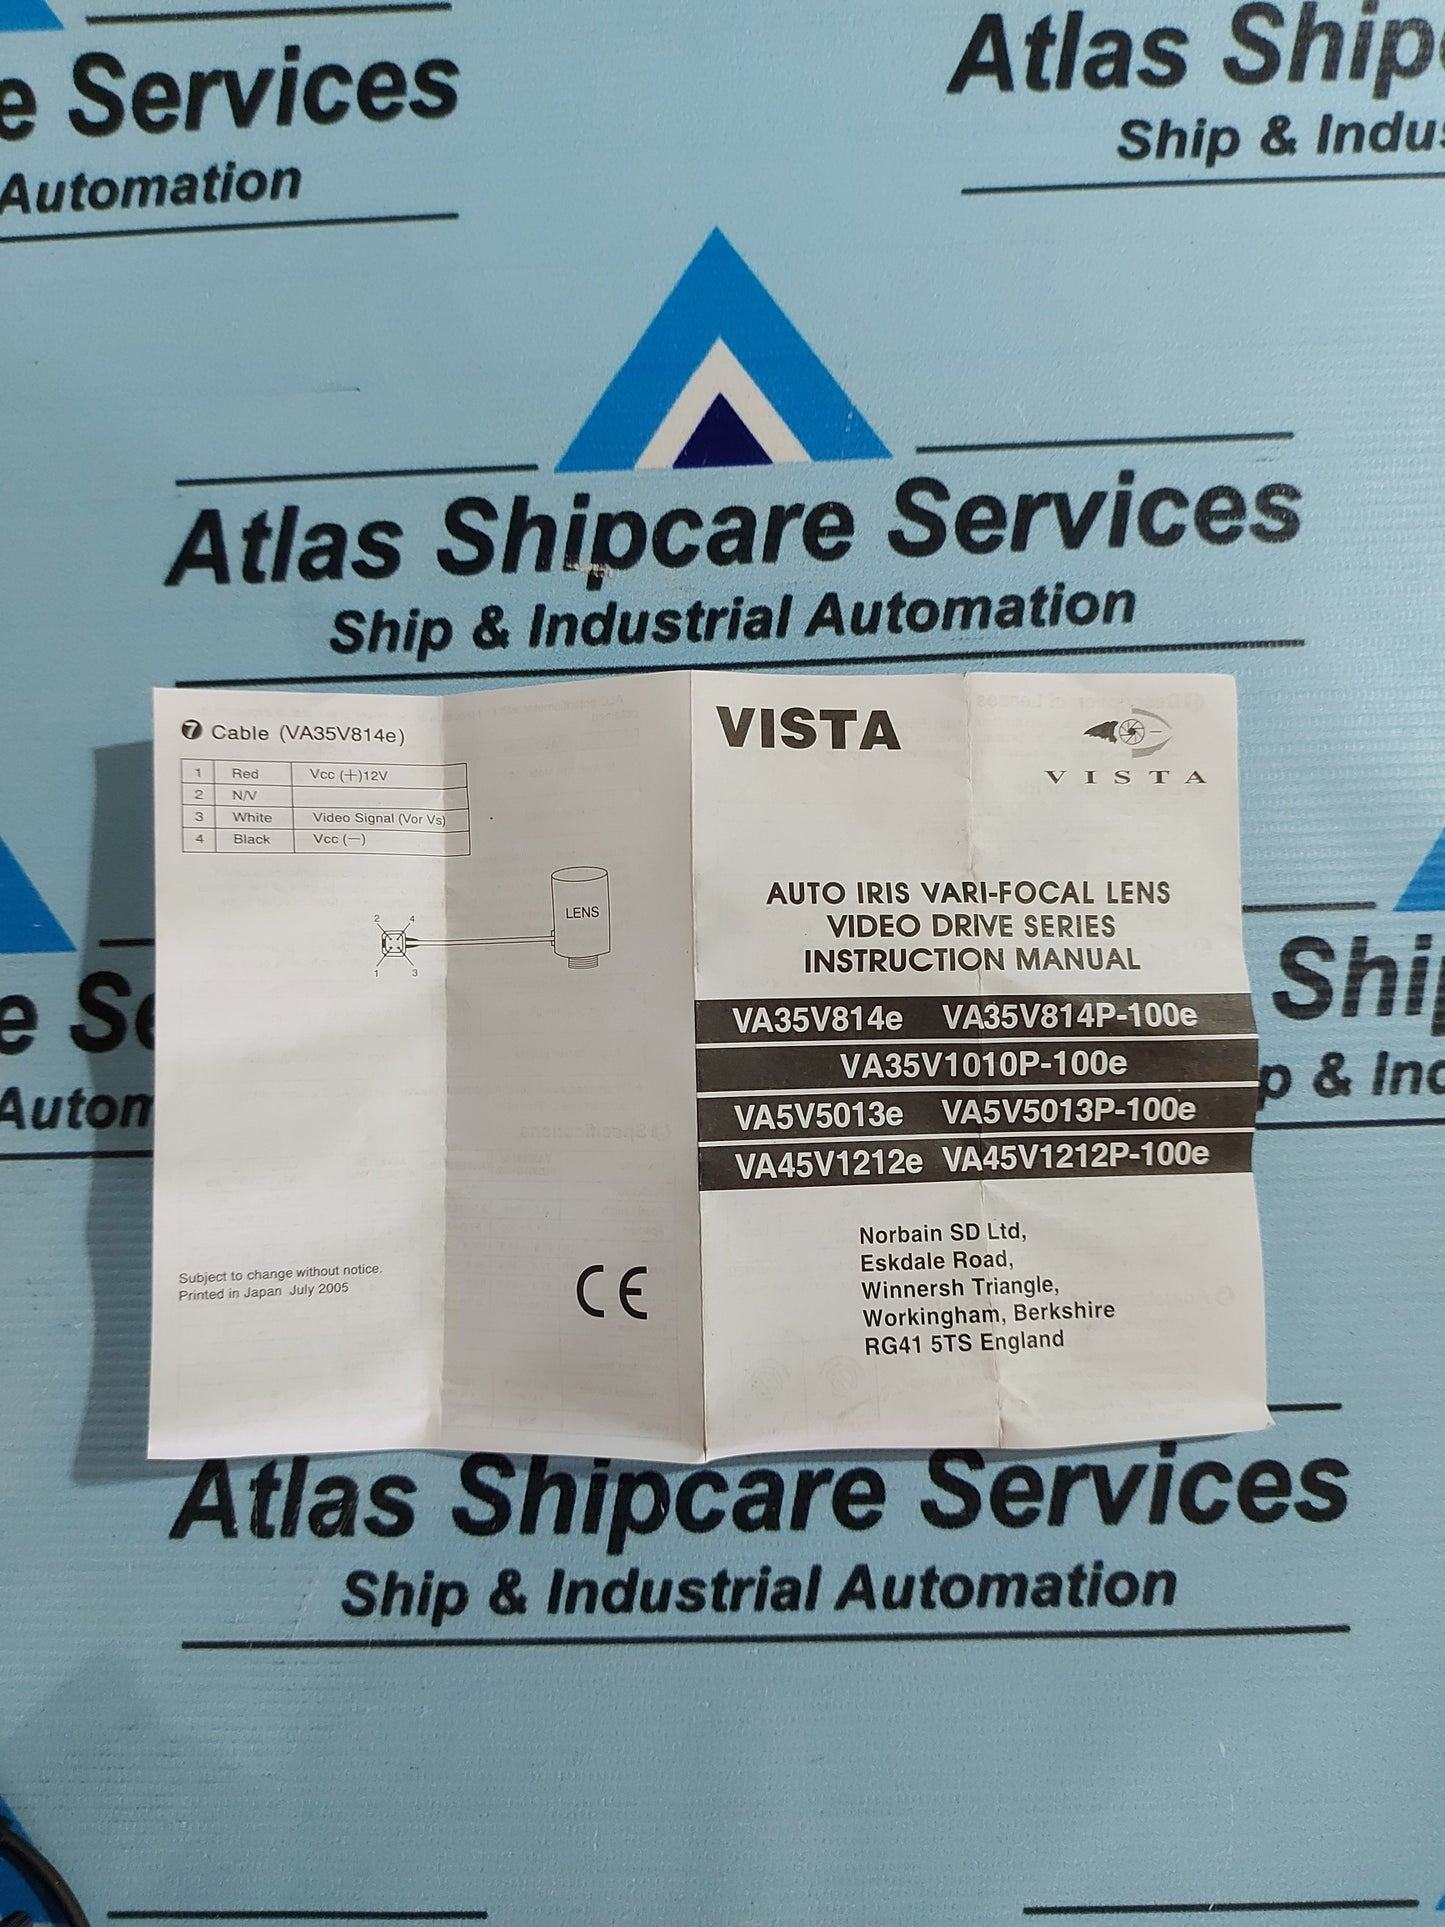 e Services
Automation
Atlas Shipc
Ship & Indus
Atlas Shipcare Services
Ship & Industrial Automation
7 Cable (VA35V814e)
1 Red Vcc (+)12V
2 N/V
3 White Video Signal (Vor Vs)
4 Black Vcc (−)
LENS
2 4
1 3
Subject to change without notice.
Printed in Japan July 2005
CE
VISTA
VISTA
AUTO IRIS VARI-FOCAL LENS
VIDEO DRIVE SERIES
INSTRUCTION MANUAL
VA35V814e VA35V814P-100e
VA35V1010P-100e
VA5V5013e VA5V5013P-100e
VA45V1212e VA45V1212P-100e
Norbain SD Ltd,
Eskdale Road,
Winnersh Triangle,
Workingham, Berkshire
RG41 5TS England
e Se
Autom
Shi
p & Ind
Atlas Shipcare Services
Ship & Industrial Automation